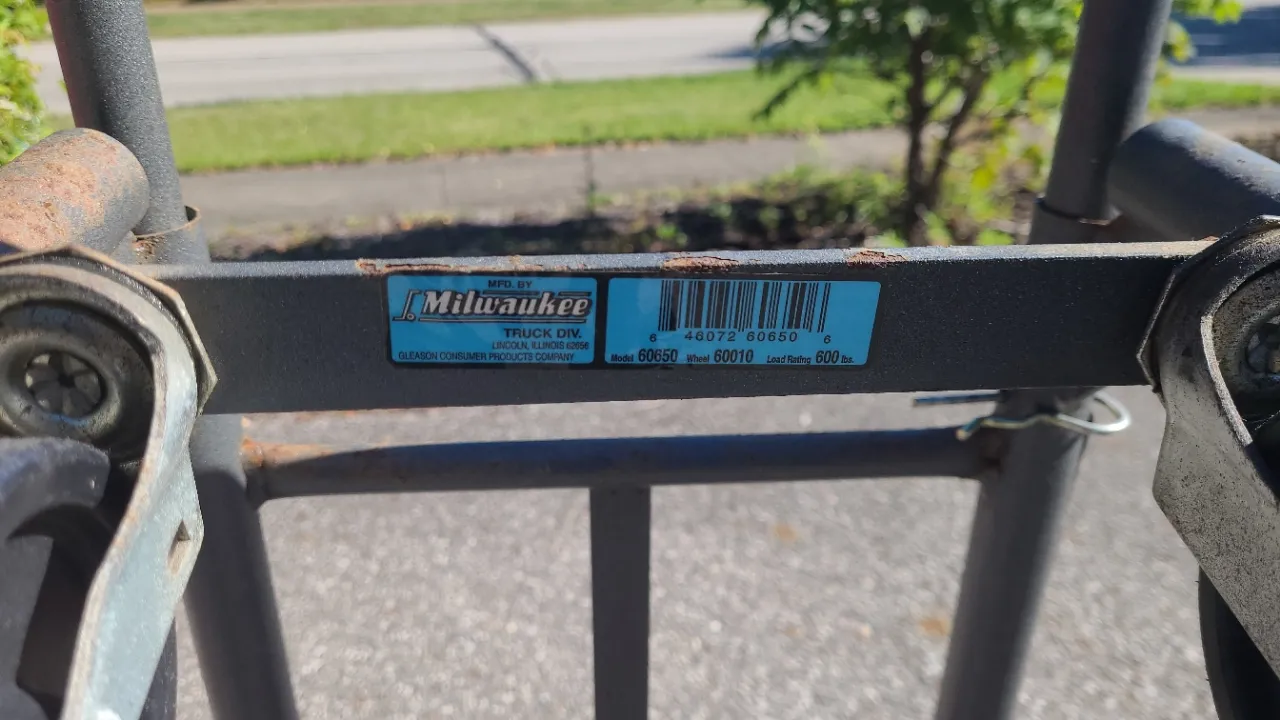 MFD. BY
Milwaukee
TRUCK DIV.
LINCOLN, ILLINOIS 62656
GLEASON CONSUMER PRODUCTS COMPANY
6 46072 60650 6
Model 60650 Wheel 60010 Load Rating 600 lbs.